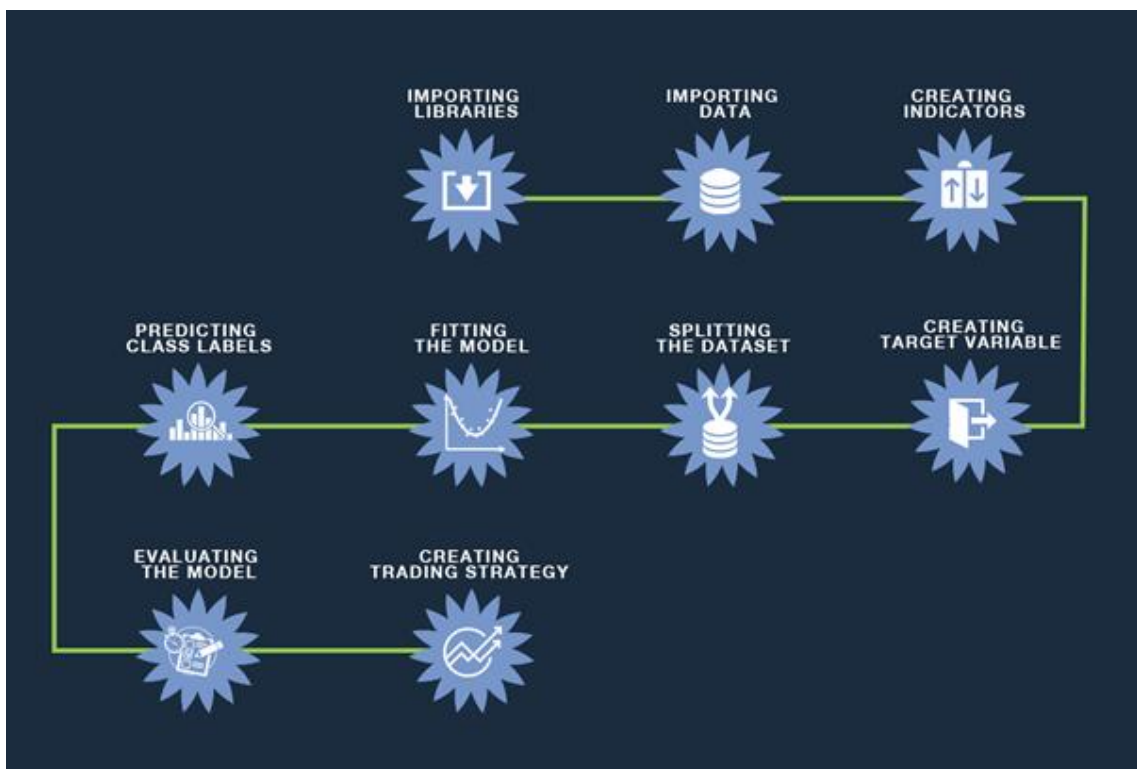 IMPORTING
LIBRARIES
IMPORTING
DATA
CREATING
INDICATORS
CREATING
TARGET VARIABLE
SPLITTING
THE DATASET
FITTING
THE MODEL
PREDICTING
CLASS LABELS
EVALUATING
THE MODEL
CREATING
TRADING STRATEGY